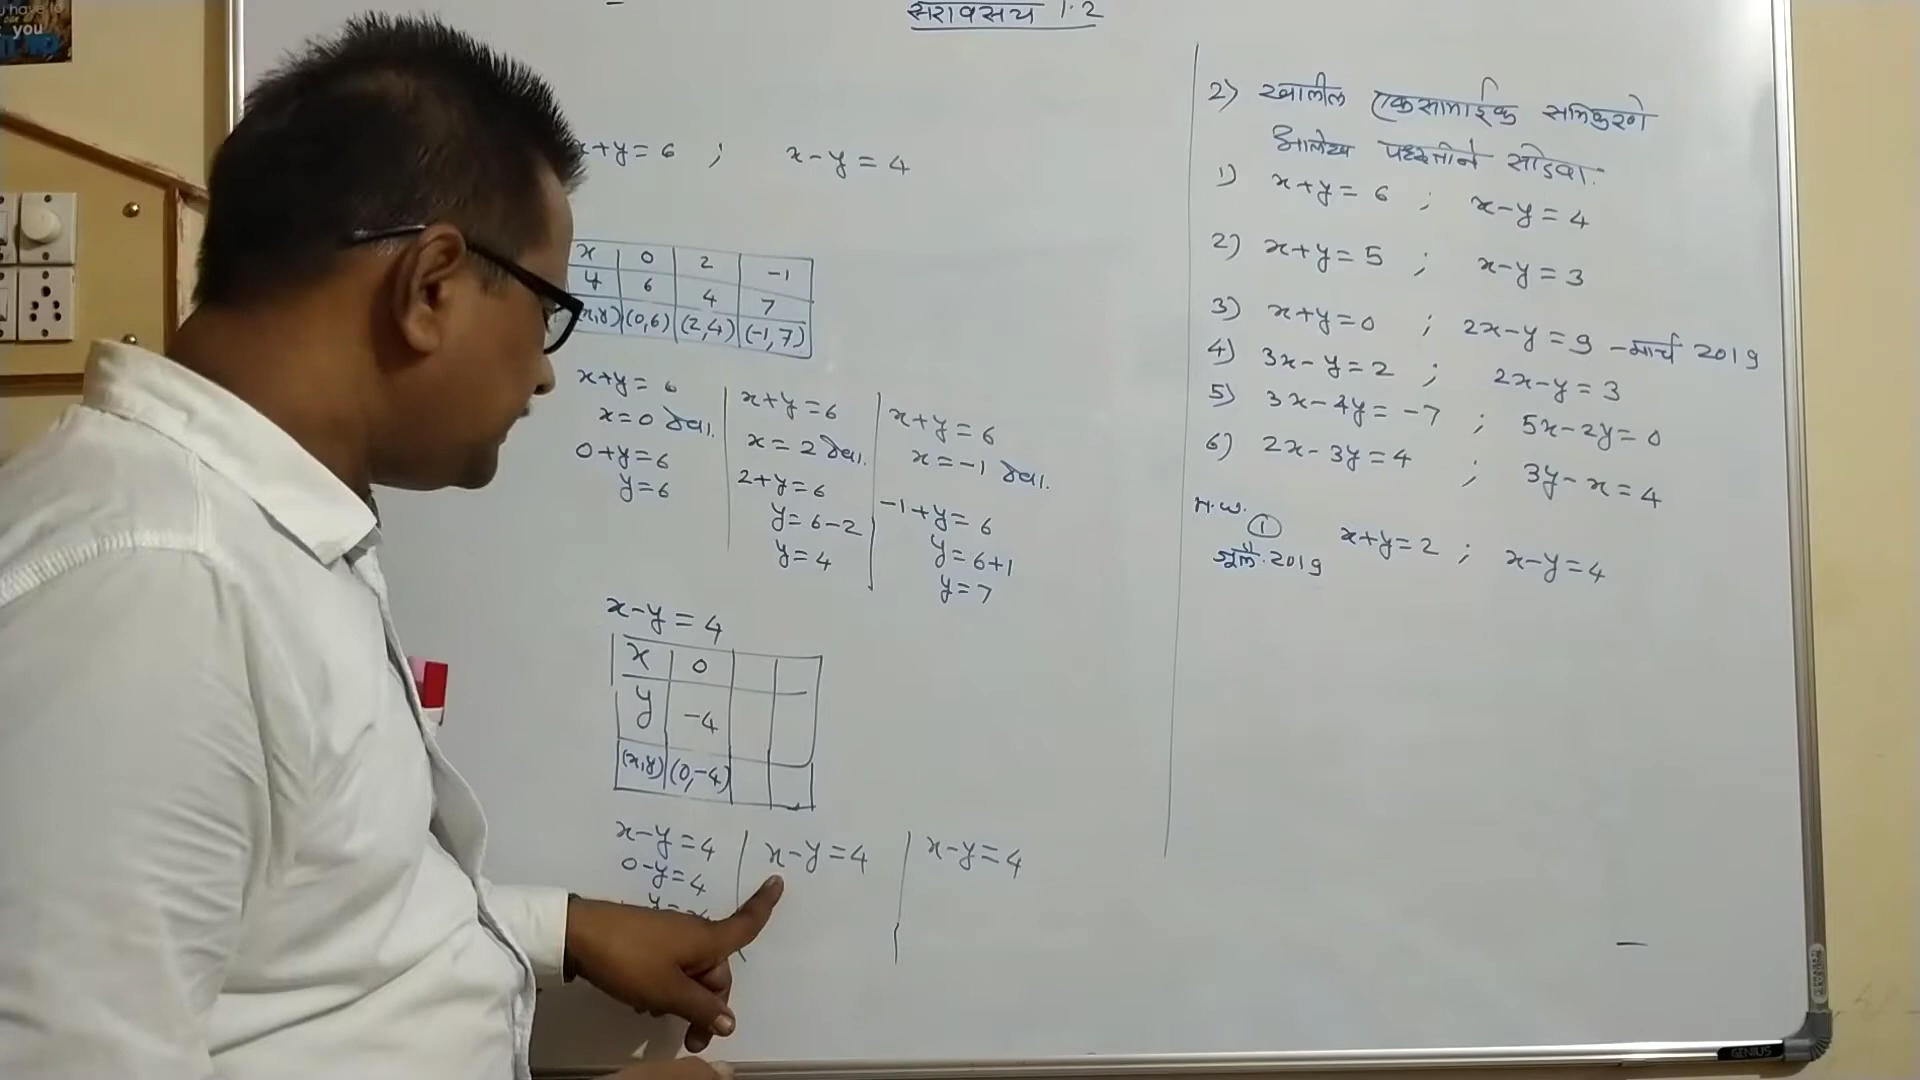 you
सरावसंच 1.2
x+y=6 ; x-y=4
x 0 2 -1
y 6 4 7
(x,y) (0,6) (2,4) (-1,7)
x+y=6
x=0 ठेवा.
0+y=6
y=6
x+y=6
x=2 ठेवा.
2+y=6
y=6-2
y=4
x+y=6
x=-1 ठेवा.
-1+y=6
y=6+1
y=7
x-y=4
x 0
y -4
(x,y) (0,-4)
x-y=4
0-y=4
x-y=4
x-y=4
2) खालील एकसामाईक समिकरणे
आलेख पद्धतीने सोडवा.
1) x+y=6 ; x-y=4
2) x+y=5 ; x-y=3
3) x+y=0 ; 2x-y=9 -मार्च 2019
4) 3x-y=2 ; 2x-y=3
5) 3x-4y=-7 ; 5x-2y=0
6) 2x-3y=4 ; 3y-x=4
H.W.
① x+y=2 ; x-y=4
जुलै.2019
GENIUS